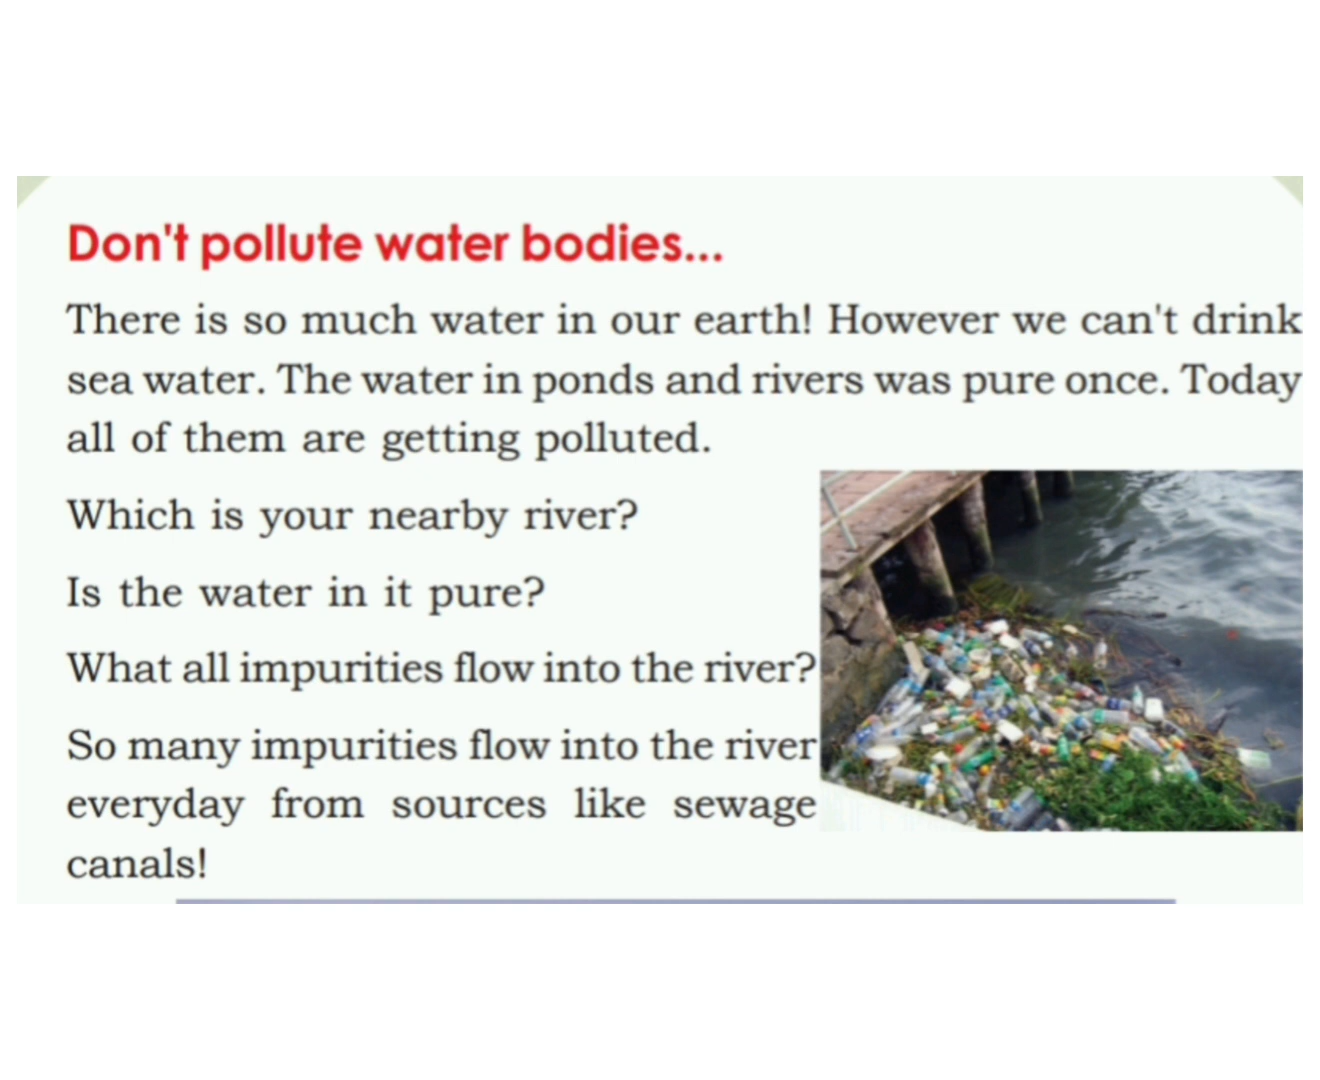 Don't pollute water bodies...
There is so much water in our earth! However we can't drink
sea water. The water in ponds and rivers was pure once. Today
all of them are getting polluted.
Which is your nearby river?
Is the water in it pure?
What all impurities flow into the river?
So many impurities flow into the river
everyday from sources like sewage
canals!